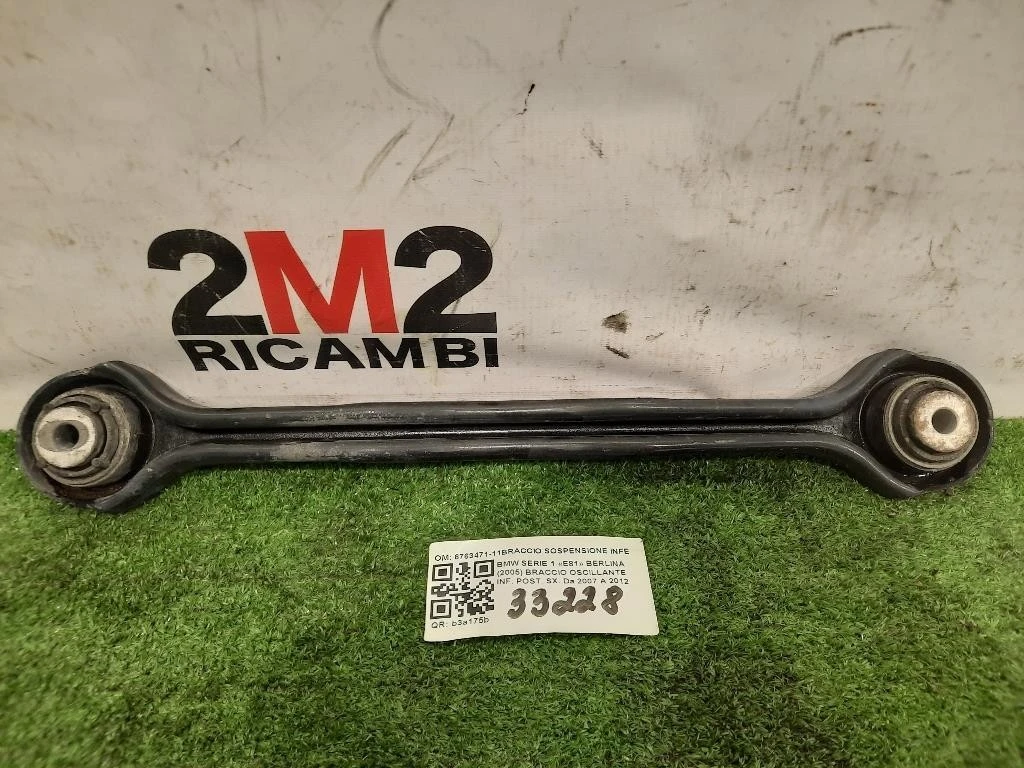 2M2
RICAMBI
OM: 6763471-11BRACCIO SOSPENSIONE INFE
BMW SERIE 1 «E81» BERLINA
(2005) BRACCIO OSCILLANTE
INF. POST. SX. Da 2007 A 2012
33228
QR: b3a175b